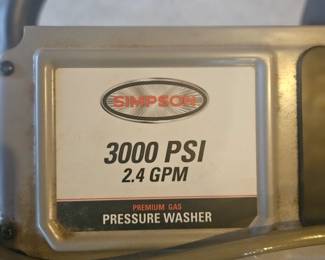 SIMPSON
3000 PSI
2.4 GPM
PREMIUM GAS
PRESSURE WASHER